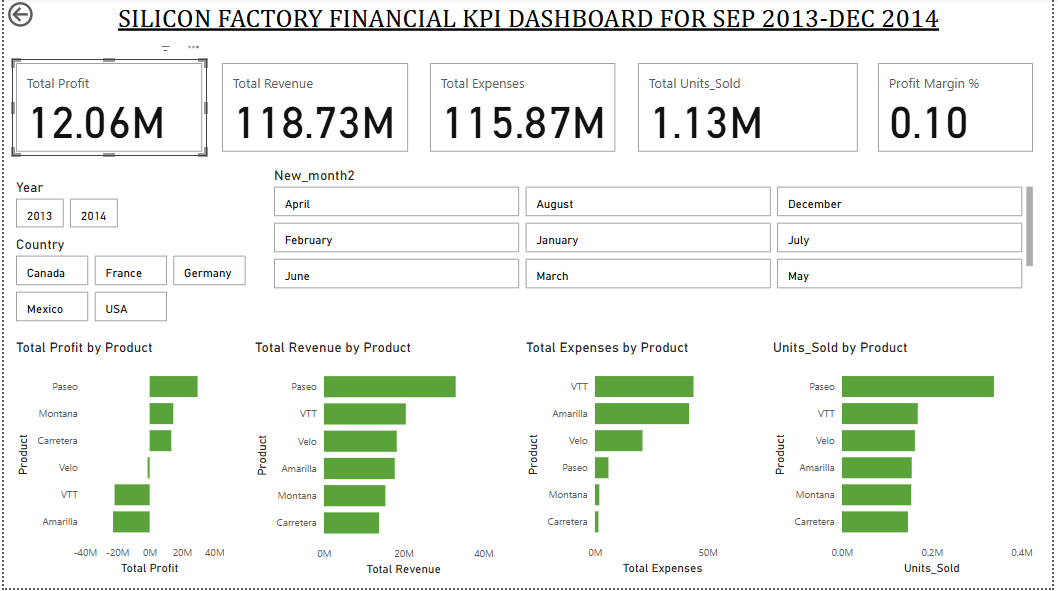 SILICON FACTORY FINANCIAL KPI DASHBOARD FOR SEP 2013-DEC 2014
Total Profit
12.06M
Total Revenue
118.73M
Total Expenses
115.87M
Total Units_Sold
1.13M
Profit Margin %
0.10
Year
2013
2014
Country
Canada
France
Germany
Mexico
USA
New_month2
April
August
December
February
January
July
June
March
May
Total Profit by Product
Product
Paseo
Montana
Carretera
Velo
VTT
Amarilla
-40M -20M 0M 20M 40M
Total Profit
Total Revenue by Product
Product
Paseo
VTT
Velo
Amarilla
Montana
Carretera
0M 20M 40M
Total Revenue
Total Expenses by Product
Product
VTT
Amarilla
Velo
Paseo
Montana
Carretera
0M 50M
Total Expenses
Units_Sold by Product
Product
Paseo
VTT
Velo
Amarilla
Montana
Carretera
0.0M 0.2M 0.4M
Units_Sold